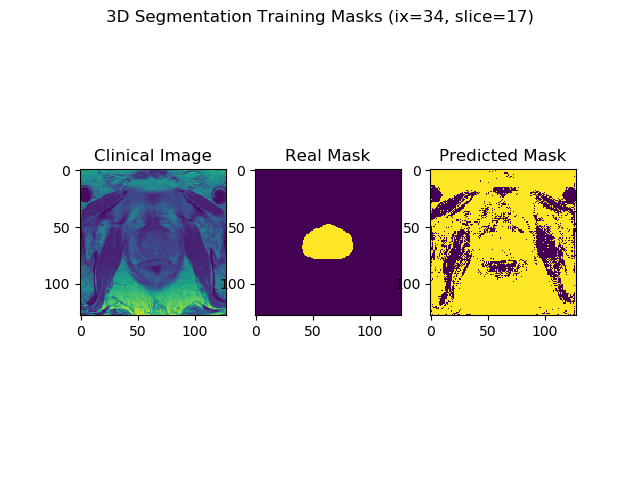 3D Segmentation Training Masks (ix=34, slice=17)
Clinical Image Real Mask Predicted Mask
0 0 0
50 50 50
100 100 100
0 50 100 0 50 100 0 50 100